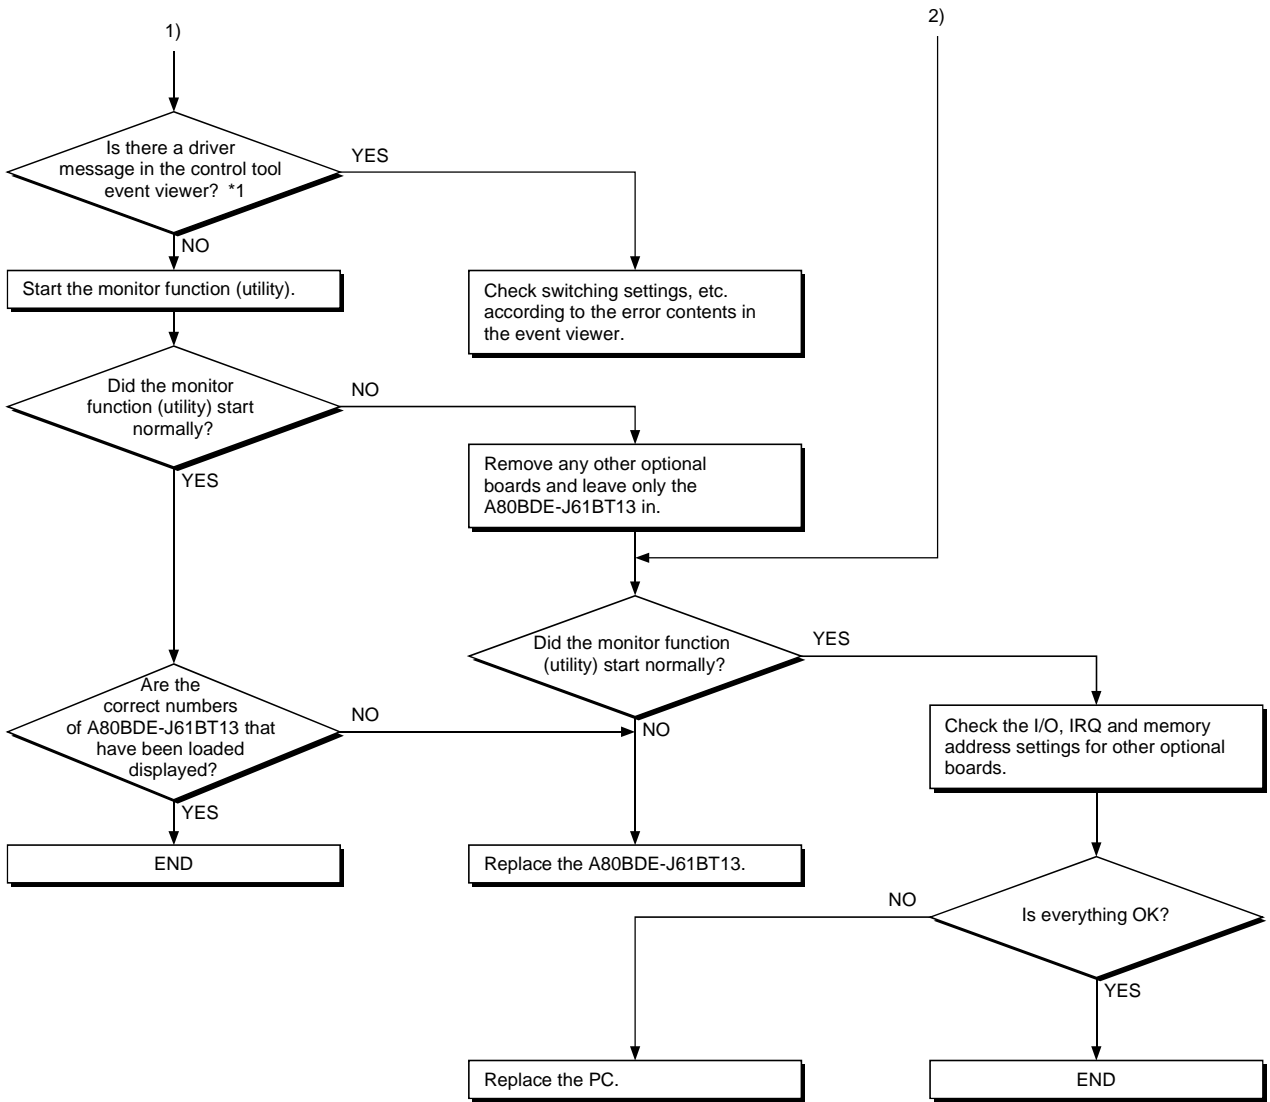 1)
2)
Is there a driver
message in the control tool
event viewer? *1
YES
NO
Start the monitor function (utility).
Check switching settings, etc.
according to the error contents in
the event viewer.
Did the monitor
function (utility) start
normally?
NO
YES
Remove any other optional
boards and leave only the
A80BDE-J61BT13 in.
Did the monitor function
(utility) start normally?
YES
NO
Are the
correct numbers
of A80BDE-J61BT13 that
have been loaded
displayed?
NO
YES
Check the I/O, IRQ and memory
address settings for other optional
boards.
END
Replace the A80BDE-J61BT13.
Is everything OK?
NO
YES
Replace the PC.
END